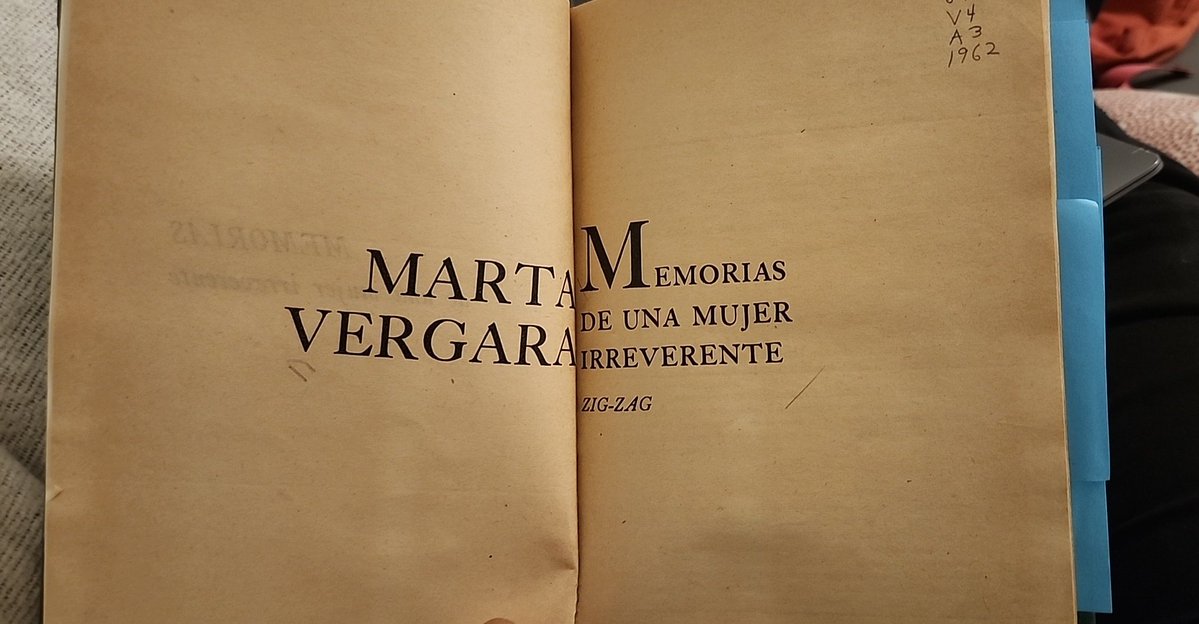 MARTA
VERGARA
V4
A3
1962
MEMORIAS
DE UNA MUJER
IRREVERENTE
ZIG-ZAG